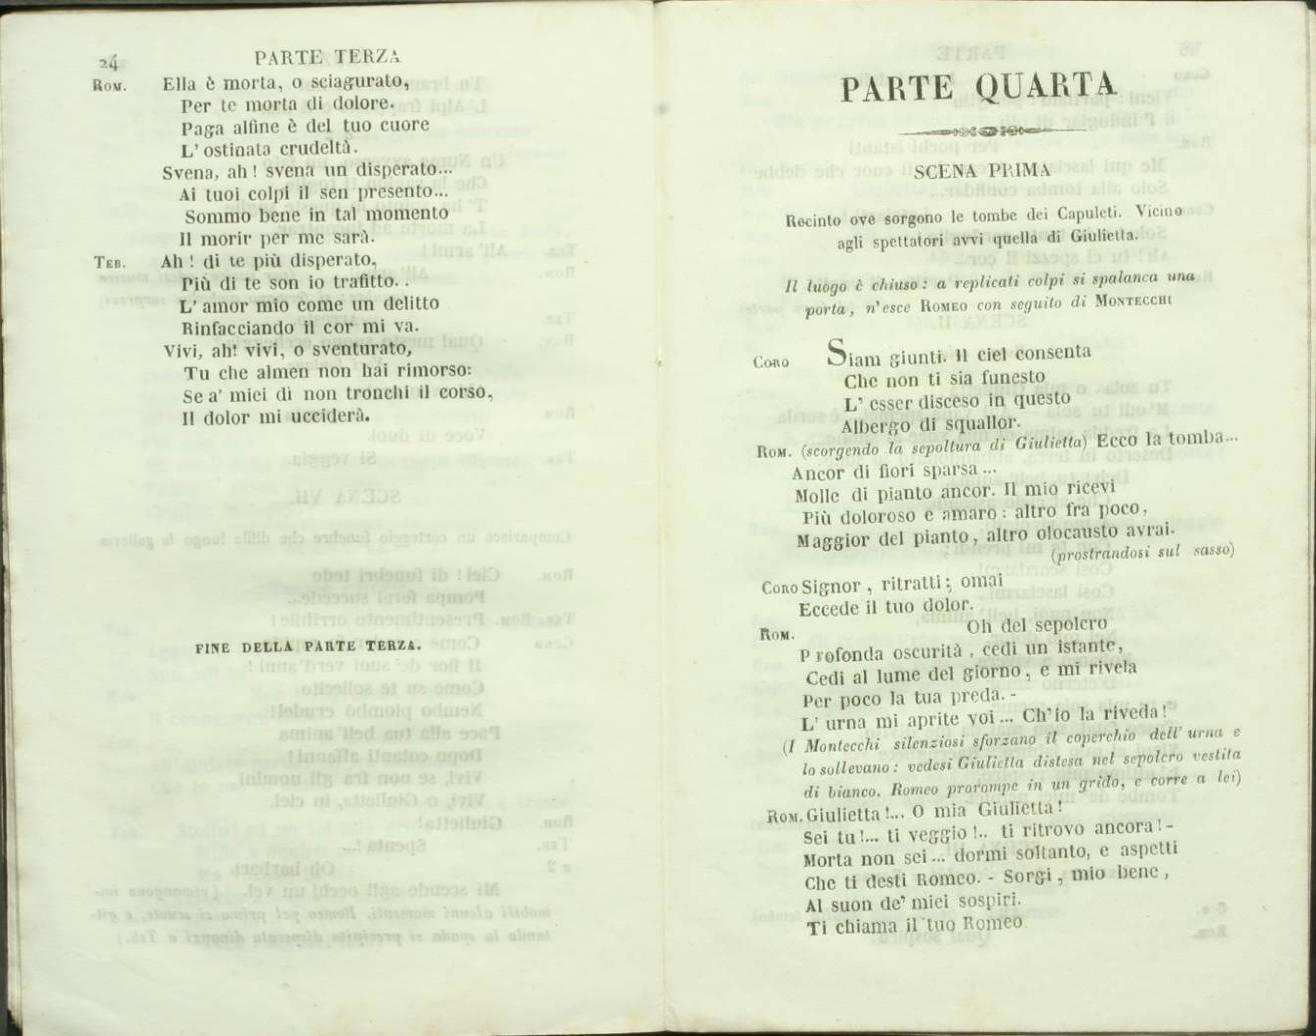 24
PARTE TERZA
ROM. Ella è morta, o sciagurato,
Per te morta di dolore.
Paga alfine è del tuo cuore
L' ostinata crudeltà.
Svena, ah ! svena un disperato...
Ai tuoi colpi il sen presento...
Sommo bene in tal momento
Il morir per me sarà.
TEB. Ah ! di te più disperato,
Più di te son io trafitto. .
L' amor mio come un delitto
Rinfacciando il cor mi va.
Vivi, ah! vivi, o sventurato,
Tu che almen non hai rimorso:
Se a' miei dì non tronchi il corso,
Il dolor mi ucciderà.
FINE DELLA PARTE TERZA.
PARTE QUARTA
SCENA PRIMA
Recinto ove sorgono le tombe dei Capuleti. Vicino
agli spettatori avvi quella di Giulietta.
Il luogo è chiuso : a replicati colpi si spalanca una
porta, n' esce ROMEO con seguito di MONTECCHI
CORO Siam giunti. Il ciel consenta
Che non ti sia funesto
L' esser disceso in questo
Albergo di squallor.
ROM. (scorgendo la sepoltura di Giulietta) Ecco la tomba...
Ancor di fiori sparsa ...
Molle di pianto ancor. Il mio ricevi
Più doloroso e amaro : altro fra poco,
Maggior del pianto, altro olocausto avrai.
(prostrandosi sul sasso)
CORO Signor , ritratti ; omai
Eccede il tuo dolor.
ROM. Oh del sepolcro
Profonda oscurità , cedi un istante,
Cedi al lume del giorno, e mi rivela
Per poco la tua preda. -
L' urna mi aprite voi ... Ch'io la riveda !
(I Montecchi silenziosi sforzano il coperchio dell' urna e
lo sollevano : vedesi Giulietta distesa nel sepolcro vestita
di bianco. Romeo prorompe in un grido, e corre a lei)
ROM. Giulietta !... O mia Giulietta !
Sei tu !... ti veggio !.. ti ritrovo ancora ! -
Morta non sei ... dormi soltanto, e aspetti
Che ti desti Romeo. - Sorgi , mio bene ,
Al suon de' miei sospiri.
Ti chiama il tuo Romeo